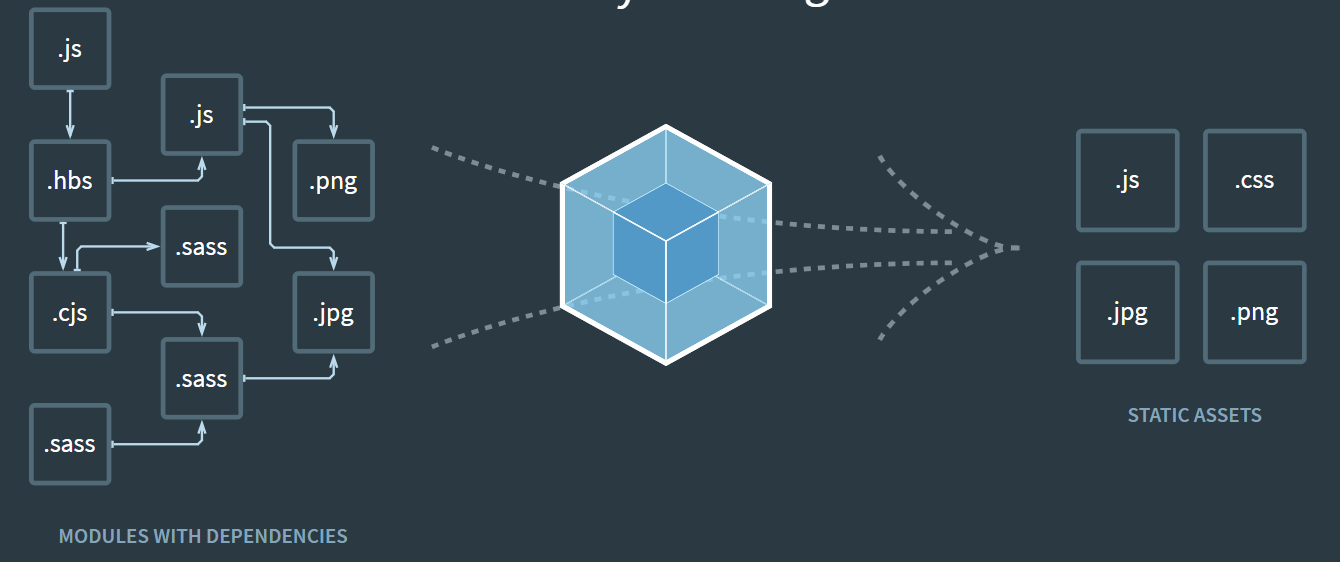 .js
.js
.hbs
.png
.sass
.cjs
.jpg
.sass
.sass
MODULES WITH DEPENDENCIES
.js
.css
.jpg
.png
STATIC ASSETS